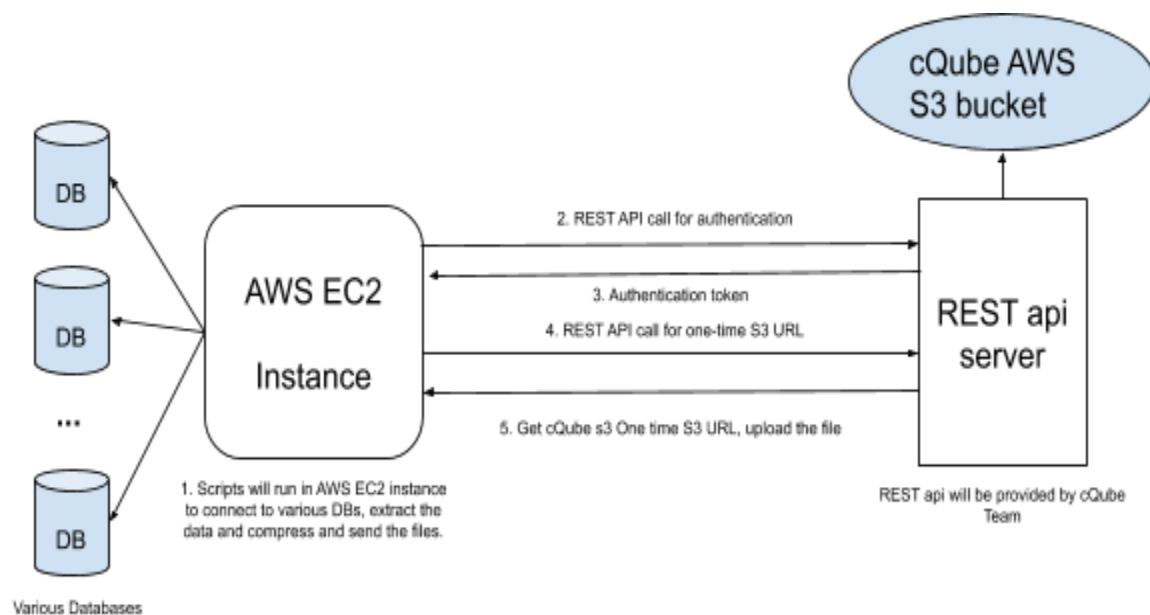 cQube AWS
S3 bucket
DB
2. REST API call for authentication
AWS EC2
Instance
3. Authentication token
REST api
server
DB
4. REST API call for one-time S3 URL
...
5. Get cQube s3 One time S3 URL, upload the file
DB
1. Scripts will run in AWS EC2 instance
to connect to various DBs, extract the
data and compress and send the files.
REST api will be provided by cQube
Team
Various Databases